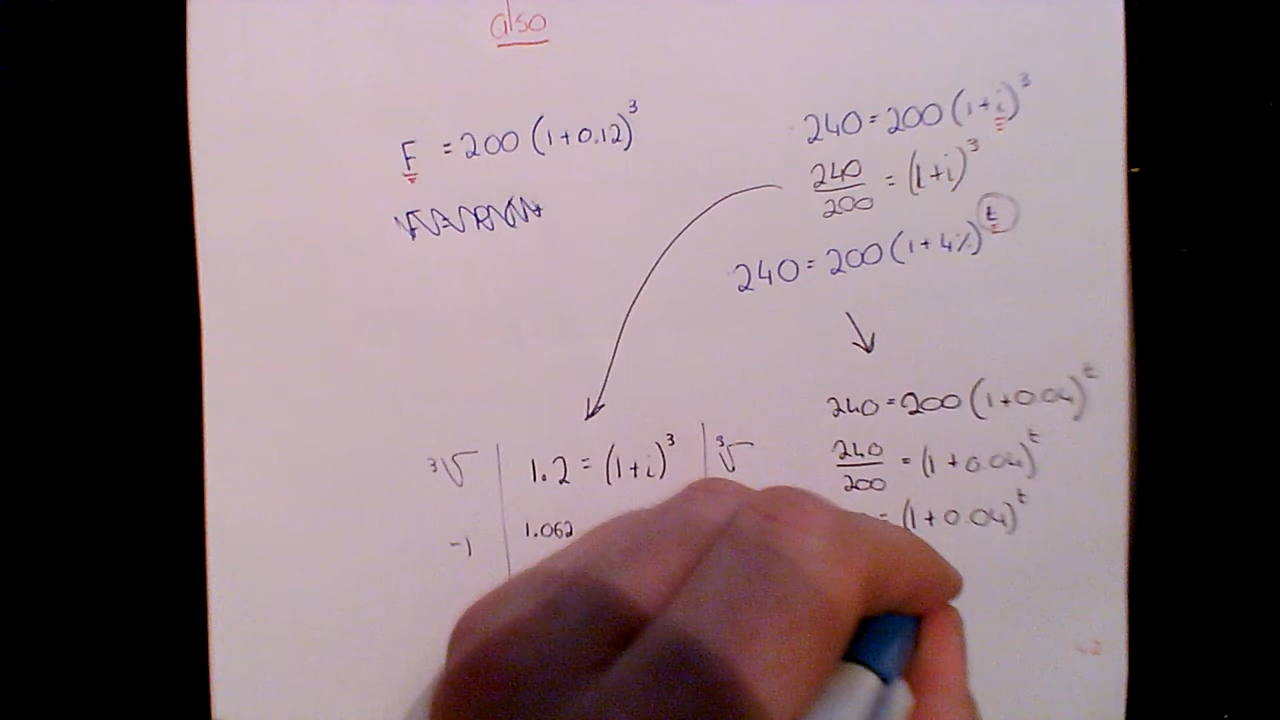 also
F = 200 (1+0.12)³
240 = 200 (1+i)³
240/200 = (1+i)³
240 = 200 (1+4%)^t
240 = 200 (1+0.04)^t
240/200 = (1+0.04)^t
= (1+0.04)^t
³√ | 1.2 = (1+i)³ | ³√
-1 | 1.062